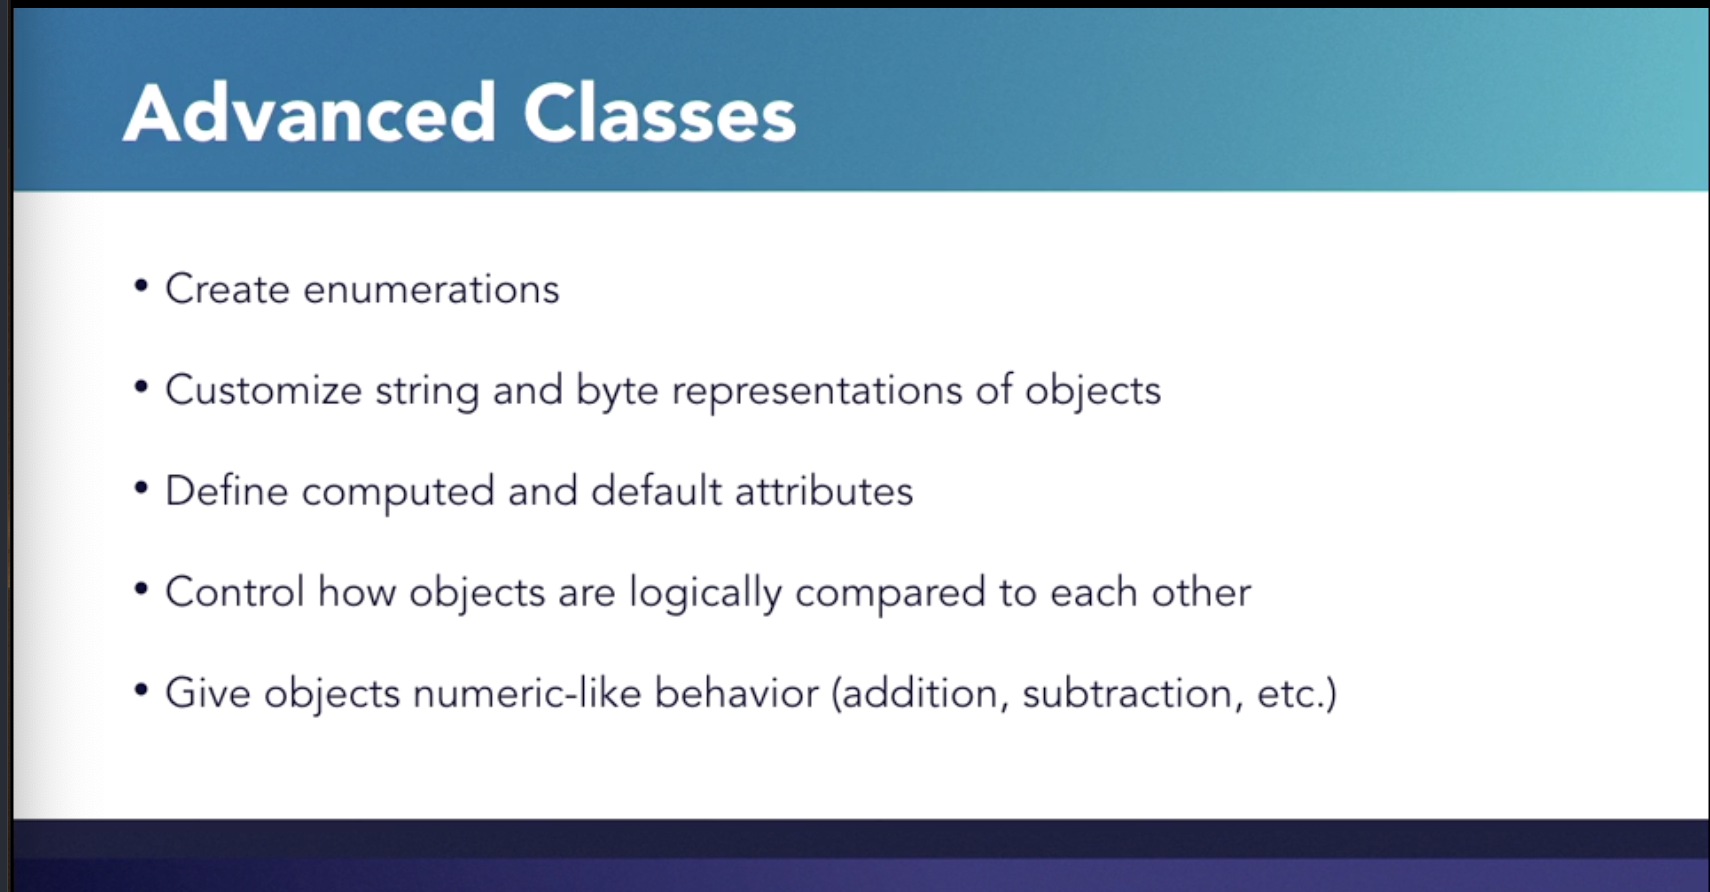 Advanced Classes
• Create enumerations
• Customize string and byte representations of objects
• Define computed and default attributes
• Control how objects are logically compared to each other
• Give objects numeric-like behavior (addition, subtraction, etc.)